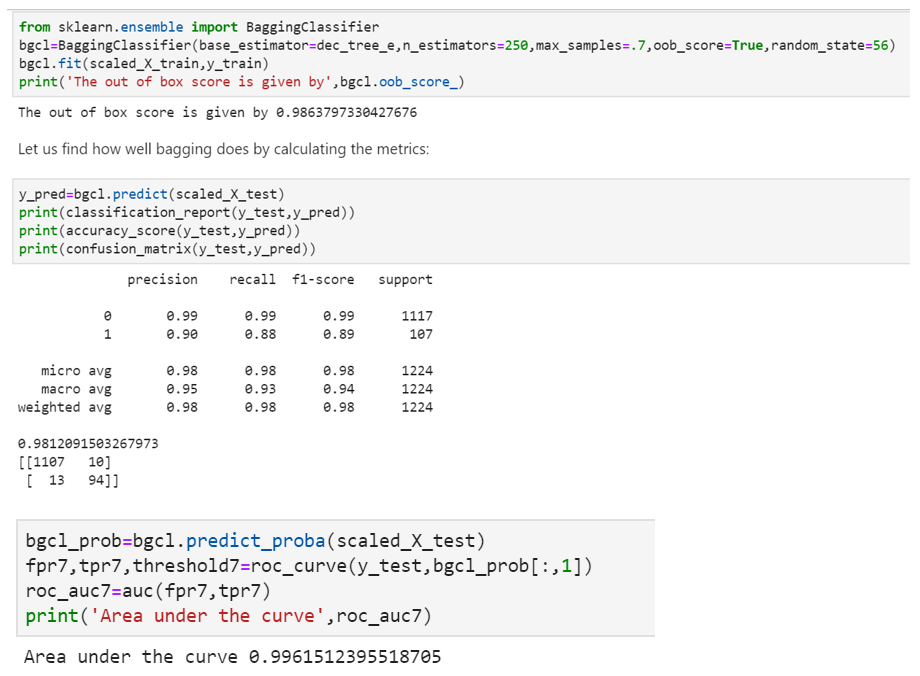 from sklearn.ensemble import BaggingClassifier
bgcl=BaggingClassifier(base_estimator=dec_tree_e,n_estimators=250,max_samples=.7,oob_score=True,random_state=56)
bgcl.fit(scaled_X_train,y_train)
print('The out of box score is given by',bgcl.oob_score_)
The out of box score is given by 0.9863797330427676
Let us find how well bagging does by calculating the metrics:
y_pred=bgcl.predict(scaled_X_test)
print(classification_report(y_test,y_pred))
print(accuracy_score(y_test,y_pred))
print(confusion_matrix(y_test,y_pred))
precision recall f1-score support
0 0.99 0.99 0.99 1117
1 0.90 0.88 0.89 107
micro avg 0.98 0.98 0.98 1224
macro avg 0.95 0.93 0.94 1224
weighted avg 0.98 0.98 0.98 1224
0.9812091503267973
[[1107 10]
[ 13 94]]
bgcl_prob=bgcl.predict_proba(scaled_X_test)
fpr7,tpr7,threshold7=roc_curve(y_test,bgcl_prob[:,1])
roc_auc7=auc(fpr7,tpr7)
print('Area under the curve',roc_auc7)
Area under the curve 0.9961512395518705